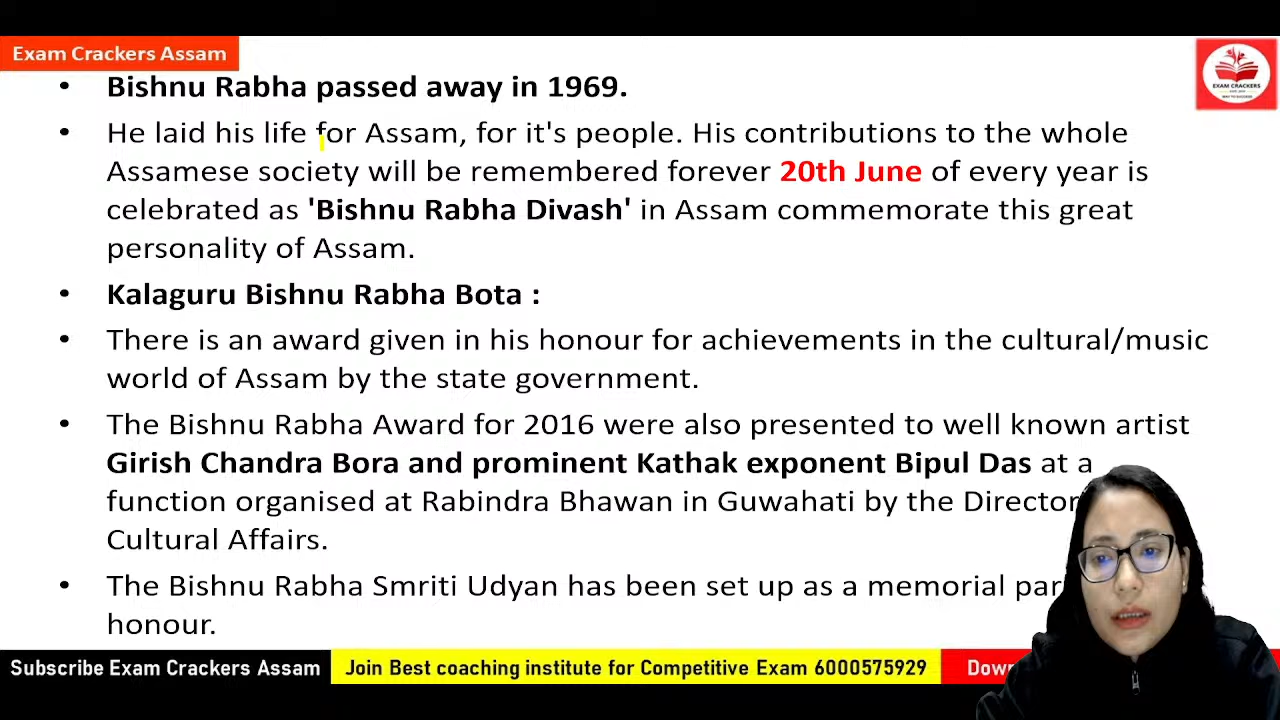 Exam Crackers Assam
EXAM CRACKERS
• Bishnu Rabha passed away in 1969.
• He laid his life for Assam, for it's people. His contributions to the whole
Assamese society will be remembered forever 20th June of every year is
celebrated as 'Bishnu Rabha Divash' in Assam commemorate this great
personality of Assam.
• Kalaguru Bishnu Rabha Bota :
• There is an award given in his honour for achievements in the cultural/music
world of Assam by the state government.
• The Bishnu Rabha Award for 2016 were also presented to well known artist
Girish Chandra Bora and prominent Kathak exponent Bipul Das at a
function organised at Rabindra Bhawan in Guwahati by the Director
Cultural Affairs.
• The Bishnu Rabha Smriti Udyan has been set up as a memorial par
honour.
Subscribe Exam Crackers Assam
Join Best coaching institute for Competitive Exam 6000575929
Dow